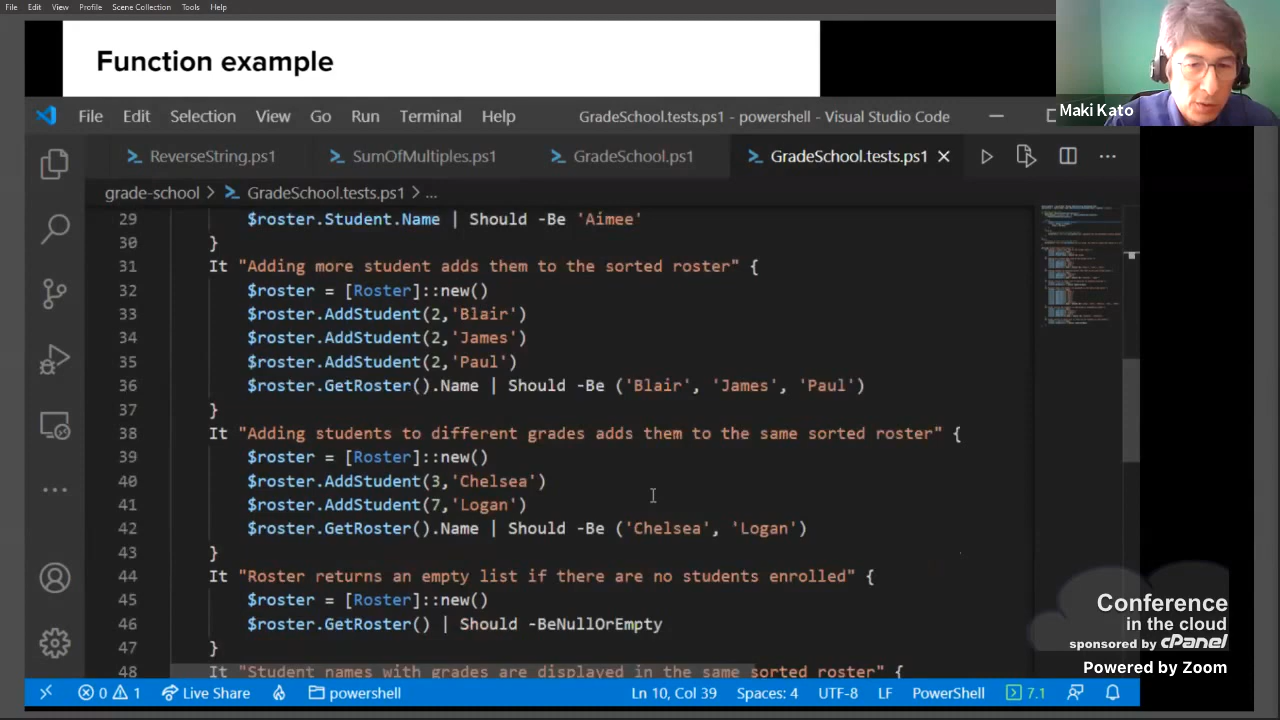 File Edit View Profile Scene Collection Tools Help
Function example
Maki Kato
File Edit Selection View Go Run Terminal Help GradeSchool.tests.ps1 - powershell - Visual Studio Code
ReverseString.ps1 SumOfMultiples.ps1 GradeSchool.ps1 GradeSchool.tests.ps1
grade-school > GradeSchool.tests.ps1 > ...
29 $roster.Student.Name | Should -Be 'Aimee'
30 }
31 It "Adding more student adds them to the sorted roster" {
32 $roster = [Roster]::new()
33 $roster.AddStudent(2,'Blair')
34 $roster.AddStudent(2,'James')
35 $roster.AddStudent(2,'Paul')
36 $roster.GetRoster().Name | Should -Be ('Blair', 'James', 'Paul')
37 }
38 It "Adding students to different grades adds them to the same sorted roster" {
39 $roster = [Roster]::new()
40 $roster.AddStudent(3,'Chelsea')
41 $roster.AddStudent(7,'Logan')
42 $roster.GetRoster().Name | Should -Be ('Chelsea', 'Logan')
43 }
44 It "Roster returns an empty list if there are no students enrolled" {
45 $roster = [Roster]::new()
46 $roster.GetRoster() | Should -BeNullOrEmpty
47 }
48 It "Student names with grades are displayed in the same sorted roster" {
Conference
in the cloud
sponsored by cPanel
Powered by Zoom
0 1 Live Share powershell Ln 10, Col 39 Spaces: 4 UTF-8 LF PowerShell 7.1